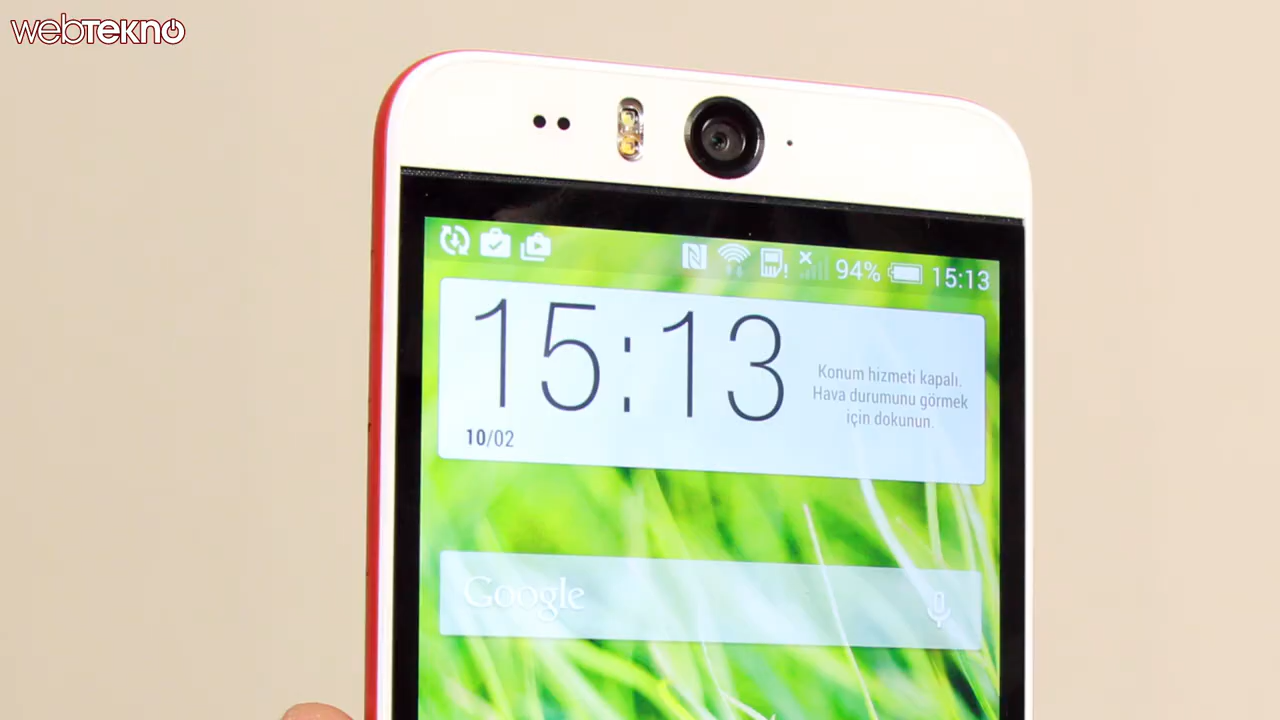 webtekno
94% 15:13
15:13
Konum hizmeti kapalı.
Hava durumunu görmek
için dokunun.
10/02
Google